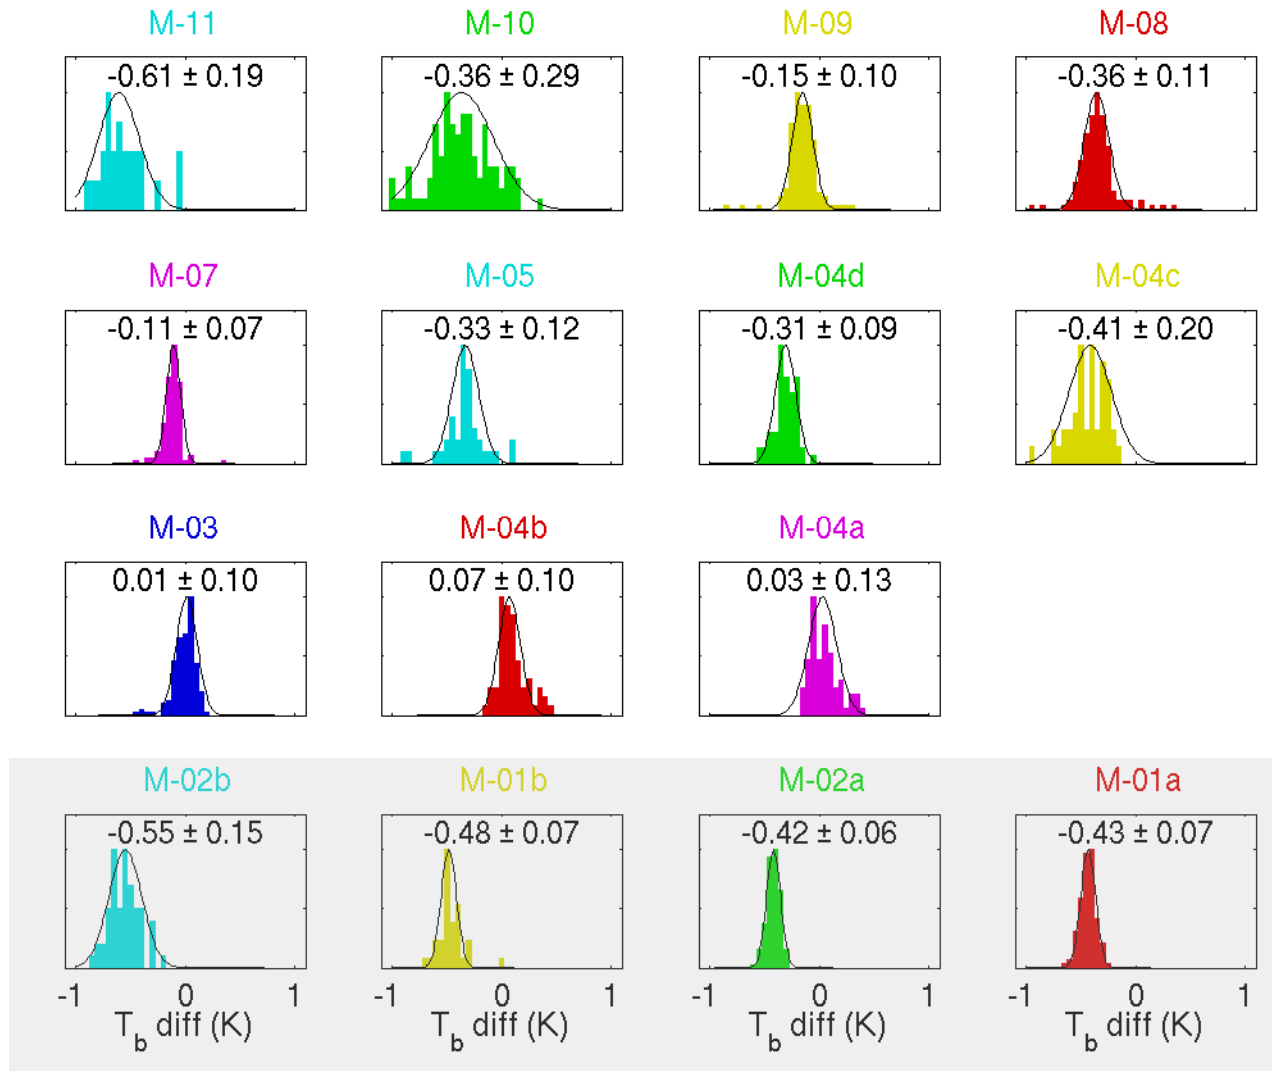 M-11 M-10 M-09 M-08
-0.61 ± 0.19 -0.36 ± 0.29 -0.15 ± 0.10 -0.36 ± 0.11
M-07 M-05 M-04d M-04c
-0.11 ± 0.07 -0.33 ± 0.12 -0.31 ± 0.09 -0.41 ± 0.20
M-03 M-04b M-04a
0.01 ± 0.10 0.07 ± 0.10 0.03 ± 0.13
M-02b M-01b M-02a M-01a
-0.55 ± 0.15 -0.48 ± 0.07 -0.42 ± 0.06 -0.43 ± 0.07
-1 0 1 -1 0 1 -1 0 1 -1 0 1
T_b diff (K) T_b diff (K) T_b diff (K) T_b diff (K)